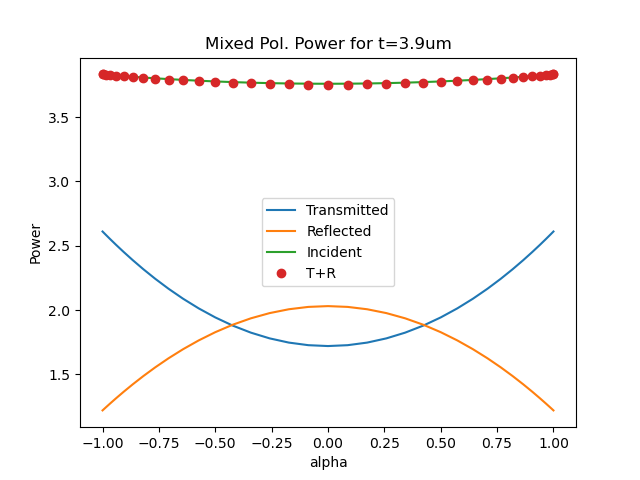 Mixed Pol. Power for t=3.9um
Power
3.5
3.0
2.5
2.0
1.5
Transmitted
Reflected
Incident
T+R
−1.00 −0.75 −0.50 −0.25 0.00 0.25 0.50 0.75 1.00
alpha